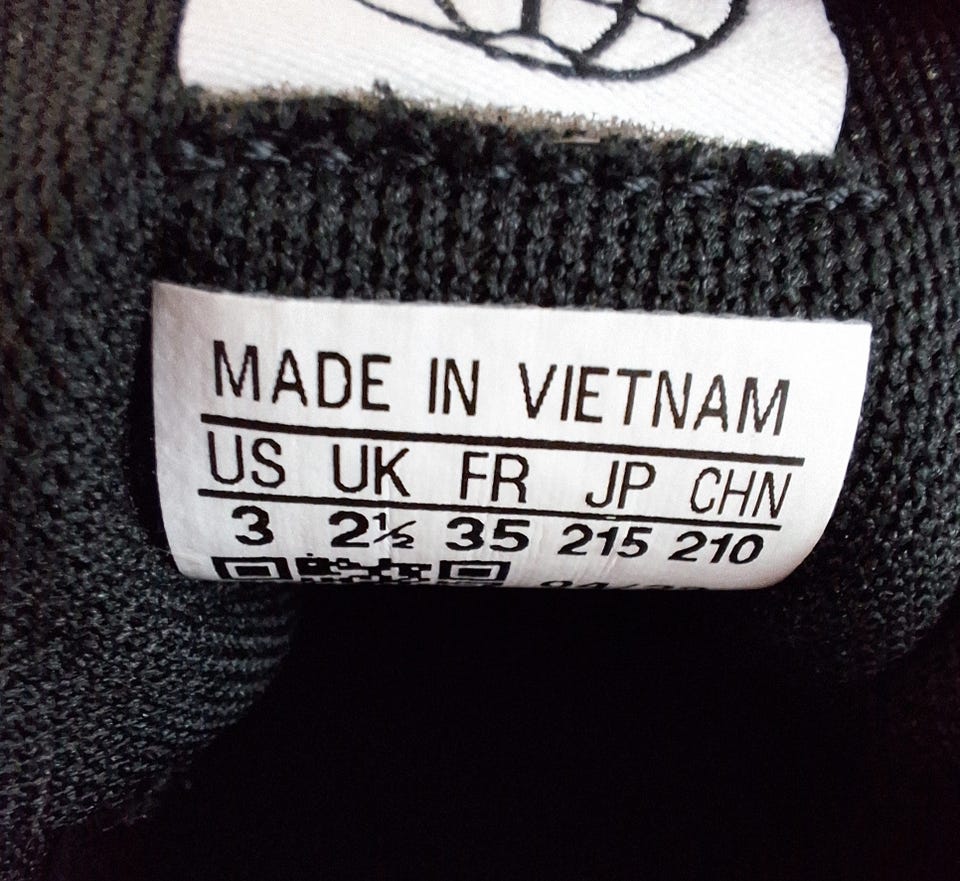 MADE IN VIETNAM
US UK FR JP CHN
3 2½ 35 215 210